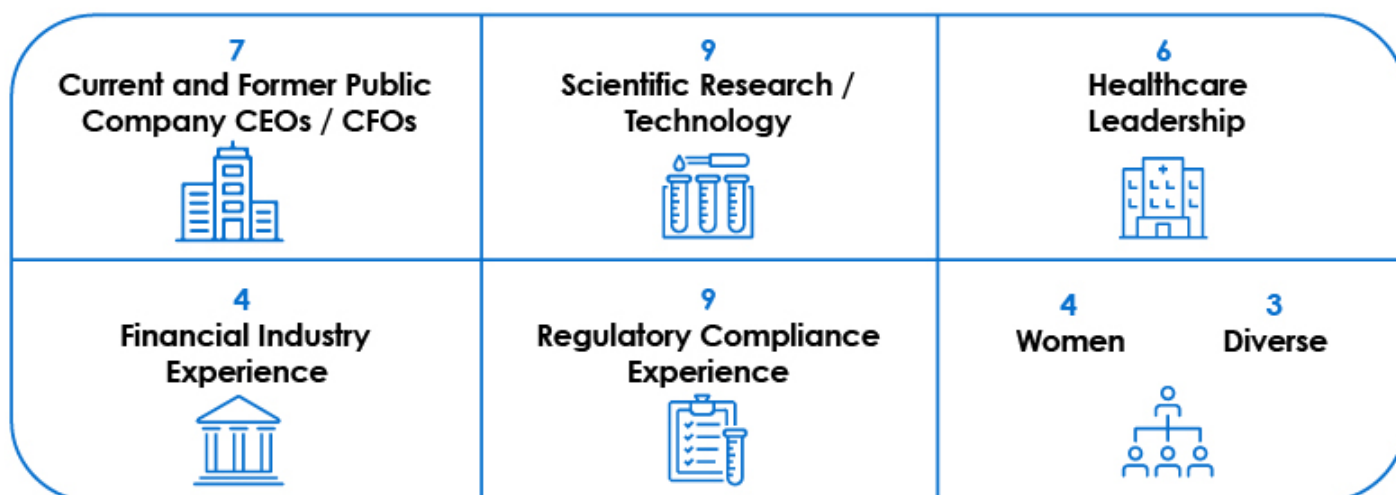 7
Current and Former Public
Company CEOs / CFOs
9
Scientific Research /
Technology
6
Healthcare
Leadership
4
Financial Industry
Experience
9
Regulatory Compliance
Experience
4
Women
3
Diverse